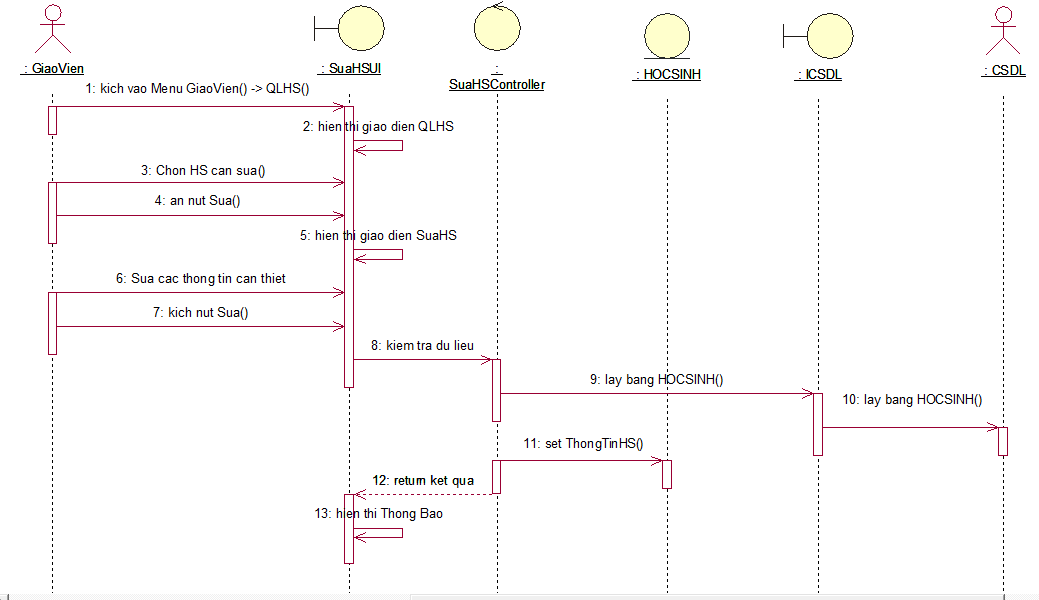 : GiaoVien
: SuaHSUI
:
SuaHSController
: HOCSINH
: ICSDL
: CSDL
1: kich vao Menu GiaoVien() -> QLHS()
2: hien thi giao dien QLHS
3: Chon HS can sua()
4: an nut Sua()
5: hien thi giao dien SuaHS
6: Sua cac thong tin can thiet
7: kich nut Sua()
8: kiem tra du lieu
9: lay bang HOCSINH()
10: lay bang HOCSINH()
11: set ThongTinHS()
12: return ket qua
13: hien thi Thong Bao